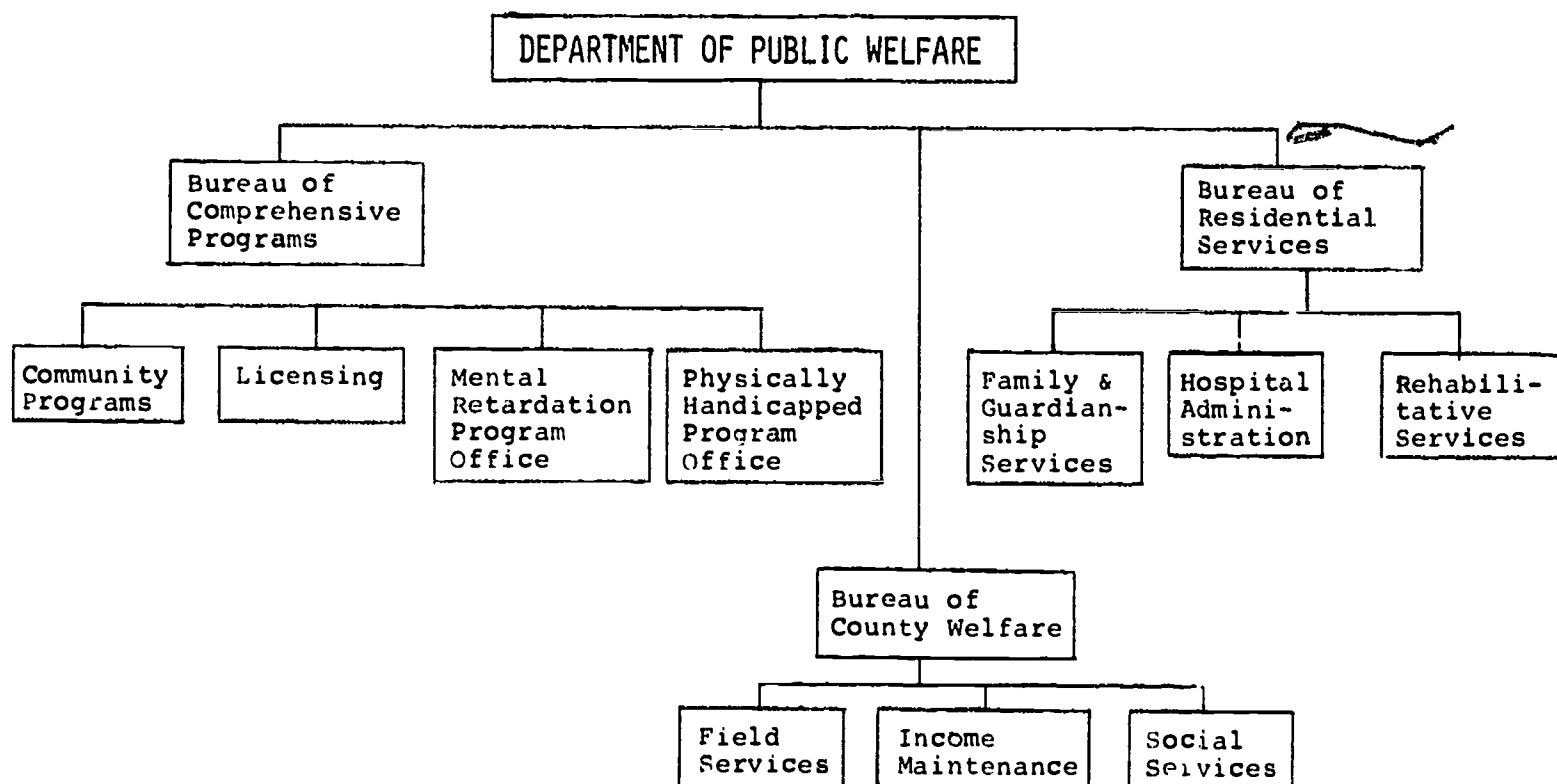 DEPARTMENT OF PUBLIC WELFARE
Bureau of
Comprehensive
Programs
Bureau of
Residential
Services
Community
Programs
Licensing
Mental
Retardation
Program
Office
Physically
Handicapped
Program
Office
Family &
Guardian-
ship
Services
Hospital
Admini-
stration
Rehabili-
tative
Services
Bureau of
County Welfare
Field
Services
Income
Maintenance
Social
Services